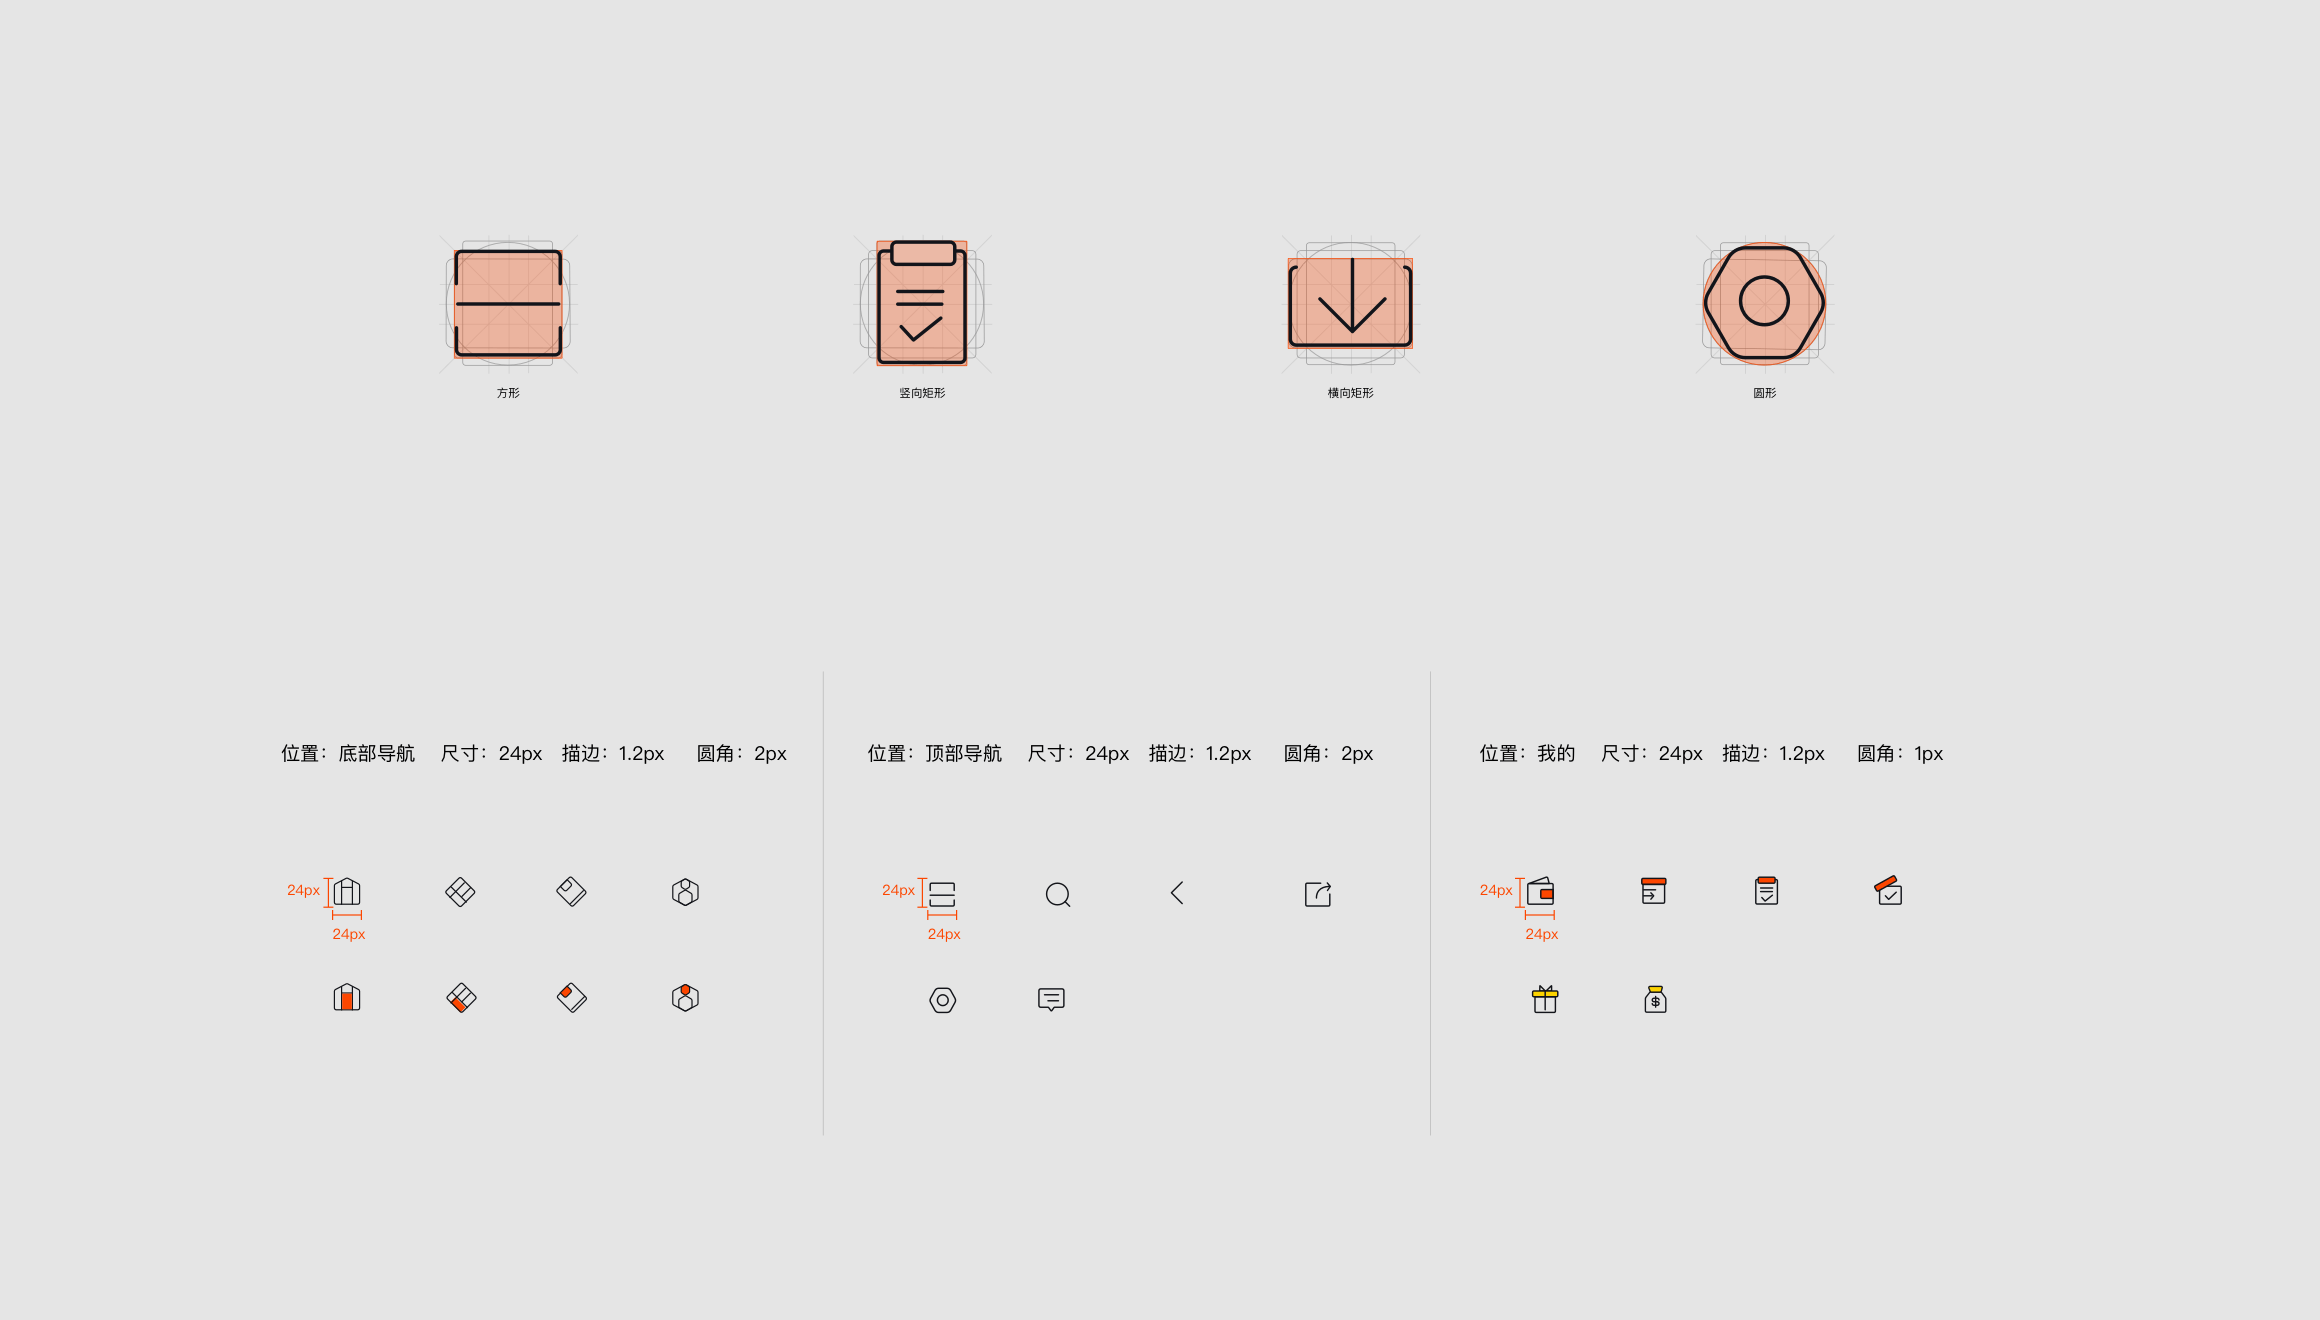 方形
竖向矩形
横向矩形
圆形
位置：底部导航 尺寸：24px 描边：1.2px 圆角：2px
24px
24px
位置：顶部导航 尺寸：24px 描边：1.2px 圆角：2px
24px
24px
位置：我的 尺寸：24px 描边：1.2px 圆角：1px
24px
24px
$